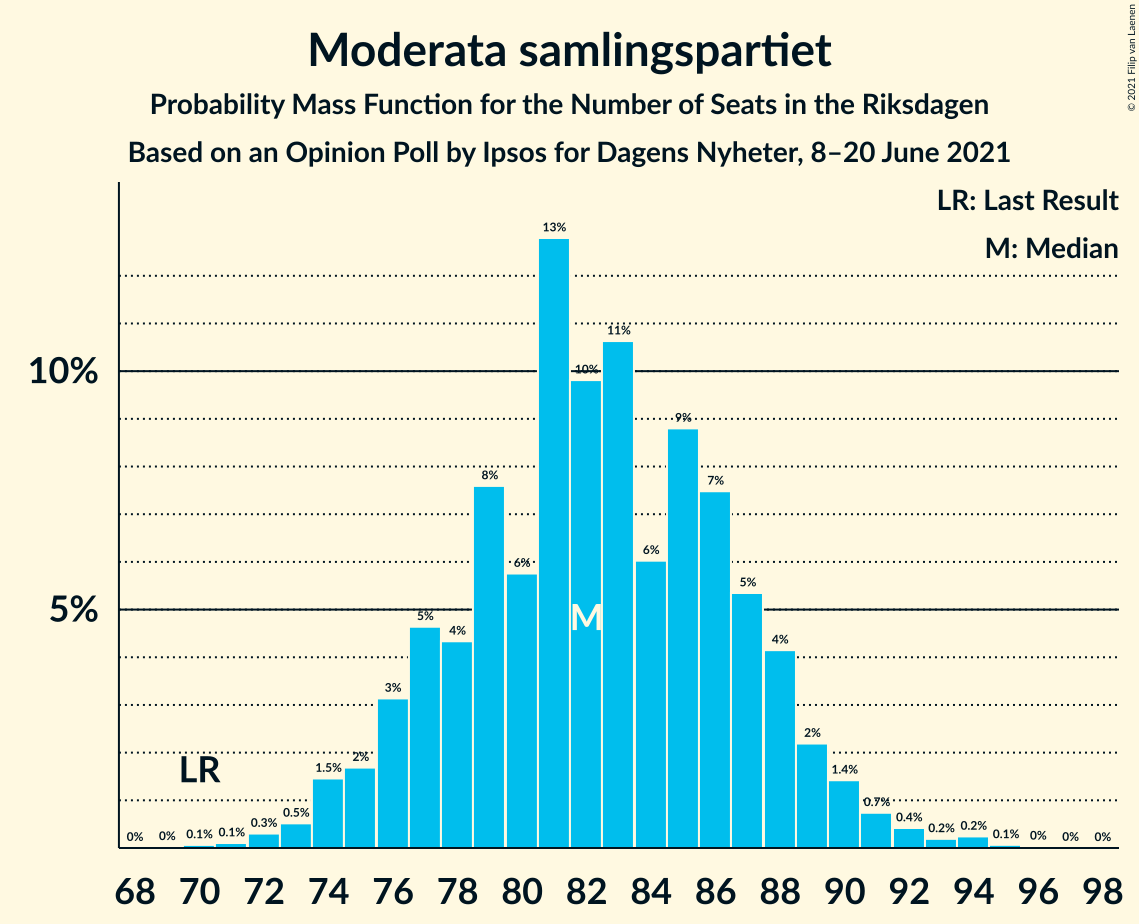 Moderata samlingspartiet
Probability Mass Function for the Number of Seats in the Riksdagen
Based on an Opinion Poll by Ipsos for Dagens Nyheter, 8–20 June 2021
© 2021 Filip van Laenen
LR: Last Result
M: Median
10%
5%
0% 0% 0.1% 0.1% 0.3% 0.5% 1.5% 2% 3% 5% 4% 8% 6% 13% 10% 11% 6% 9% 7% 5% 4% 2% 1.4% 0.7% 0.4% 0.2% 0.2% 0.1% 0% 0% 0%
LR
M
68 70 72 74 76 78 80 82 84 86 88 90 92 94 96 98